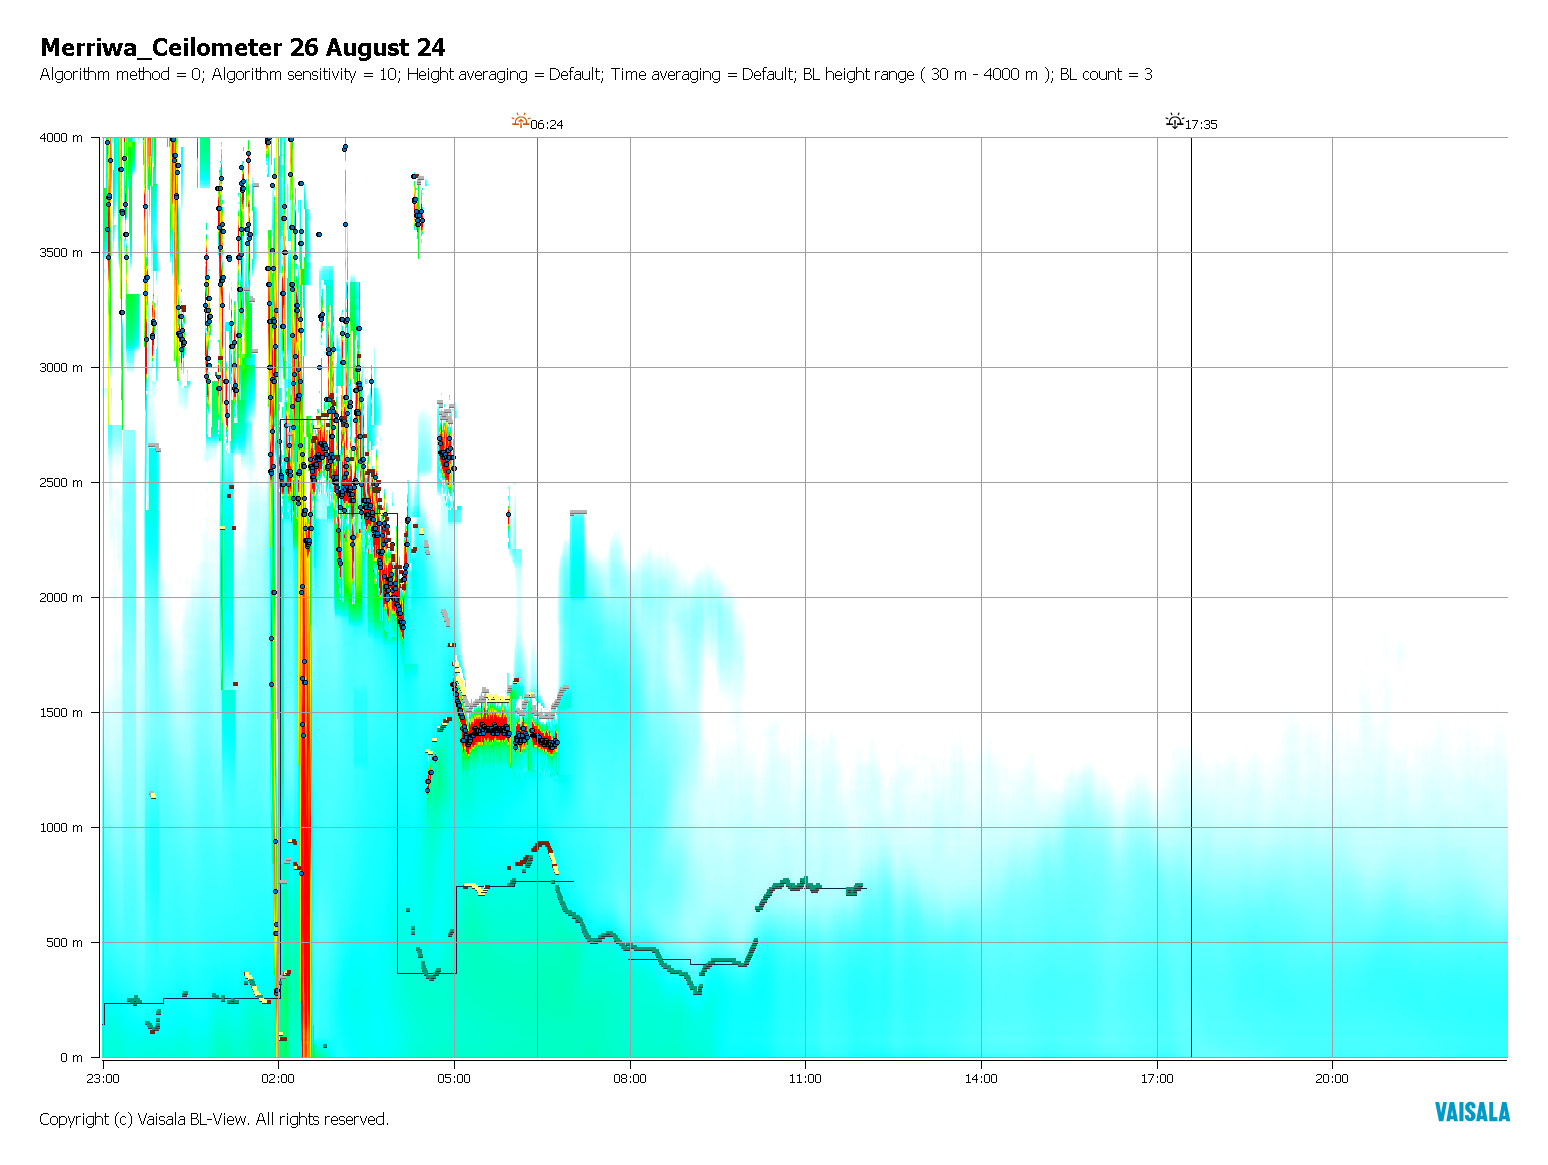 Merriwa_Ceilometer 26 August 24
Algorithm method = 0; Algorithm sensitivity = 10; Height averaging = Default; Time averaging = Default; BL height range ( 30 m - 4000 m ); BL count = 3
06:24
17:35
4000 m
3500 m
3000 m
2500 m
2000 m
1500 m
1000 m
500 m
0 m
23:00
02:00
05:00
08:00
11:00
14:00
17:00
20:00
Copyright (c) Vaisala BL-View. All rights reserved.
VAISALA